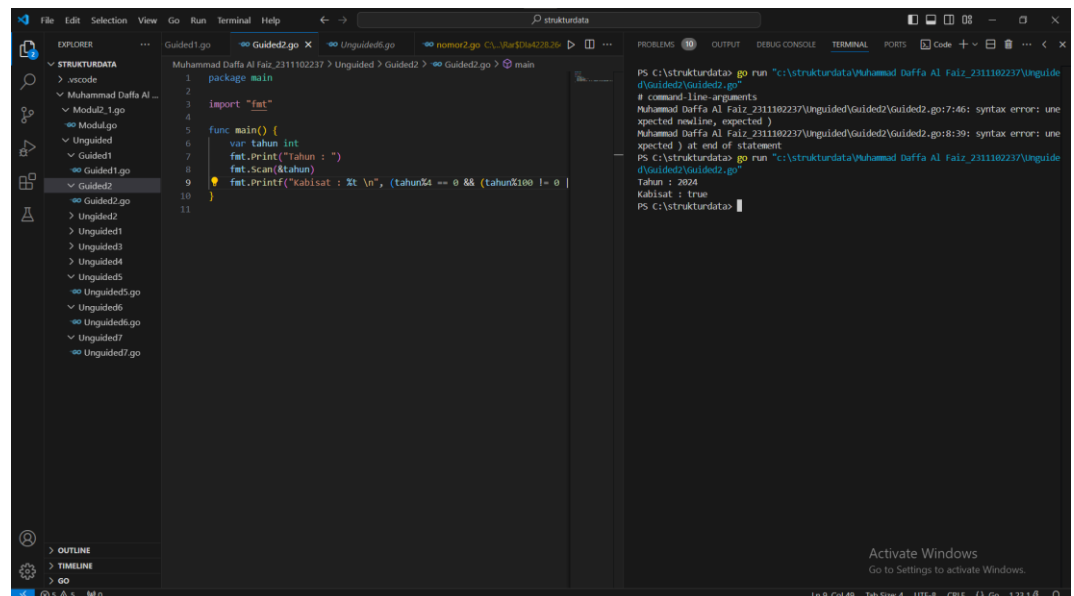 File Edit Selection View Go Run Terminal Help
strukturdata
EXPLORER
STRUKTURDATA
.vscode
Muhammad Daffa Al ...
Modul2_1.go
Modul.go
Unguided
Guided1
Guided1.go
Guided2
Guided2.go
Ungided2
Unguided1
Unguided3
Unguided4
Unguided5
Unguided5.go
Unguided6
Unguided6.go
Unguided7
Unguided7.go
OUTLINE
TIMELINE
GO
Guided1.go Guided2.go Unguided6.go nomor2.go
Muhammad Daffa Al Faiz_2311102237 > Unguided > Guided2 > Guided2.go > main
1 package main
2
3 import "fmt"
4
5 func main() {
6 var tahun int
7 fmt.Print("Tahun : ")
8 fmt.Scan(&tahun)
9 fmt.Printf("Kabisat : %t \n", (tahun%4 == 0 && (tahun%100 != 0 |
10 }
11
PROBLEMS 10 OUTPUT DEBUG CONSOLE TERMINAL PORTS Code
PS C:\strukturdata> go run "c:\strukturdata\Muhammad Daffa Al Faiz_2311102237\Unguide
d\Guided2\Guided2.go"
# command-line-arguments
Muhammad Daffa Al Faiz_2311102237\Unguided\Guided2\Guided2.go:7:46: syntax error: une
xpected newline, expected )
Muhammad Daffa Al Faiz_2311102237\Unguided\Guided2\Guided2.go:8:39: syntax error: une
xpected ) at end of statement
PS C:\strukturdata> go run "c:\strukturdata\Muhammad Daffa Al Faiz_2311102237\Unguide
d\Guided2\Guided2.go"
Tahun : 2024
Kabisat : true
PS C:\strukturdata>
Activate Windows
Go to Settings to activate Windows.